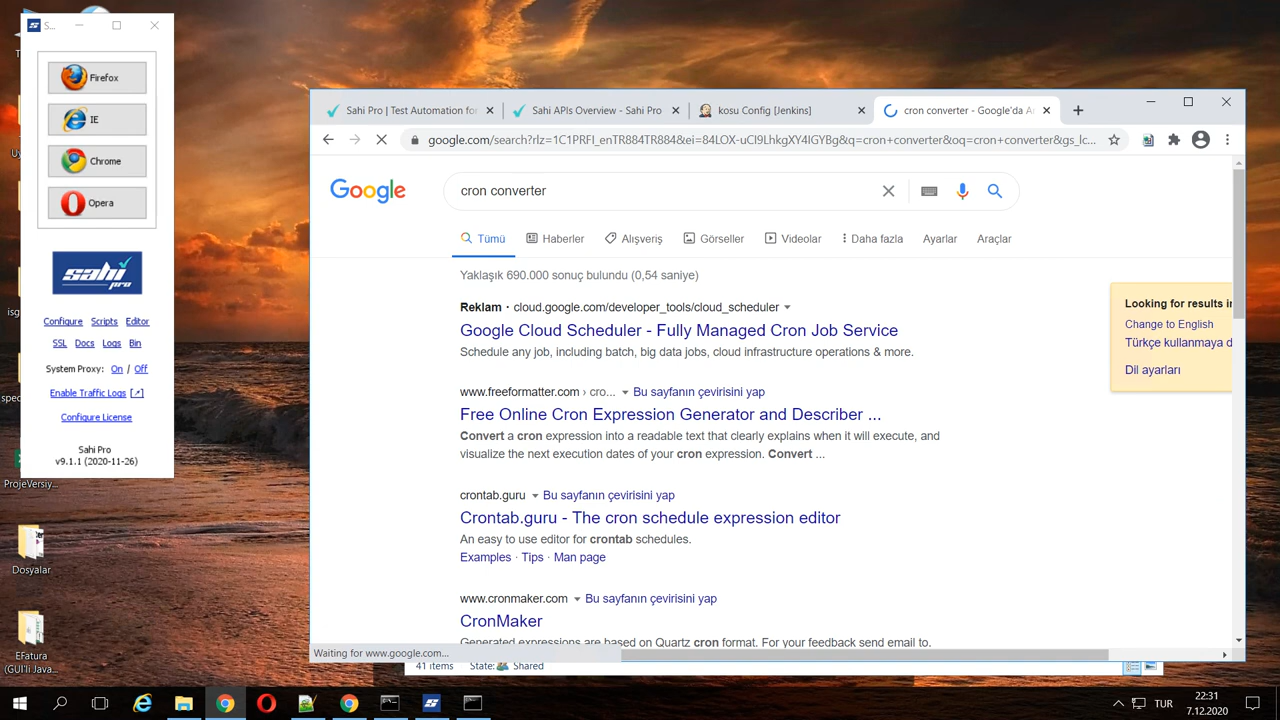 S...
Firefox
IE
Chrome
Opera
sahi
pro
Configure Scripts Editor
SSL Docs Logs Bin
System Proxy: On / Off
Enable Traffic Logs [↗]
Configure License
Sahi Pro
v9.1.1 (2020-11-26)
ProjeVersiy...
Dosyalar
EFatura
(GUI'li Java...
Sahi Pro | Test Automation for
Sahi APIs Overview - Sahi Pro
kosu Config [Jenkins]
cron converter - Google'da A
google.com/search?rlz=1C1PRFI_enTR884TR884&ei=84LOX-uCI9LhkgXY4IGYBg&q=cron+converter&oq=cron+converter&gs_lc...
Google
cron converter
Tümü
Haberler
Alışveriş
Görseller
Videolar
Daha fazla
Ayarlar
Araçlar
Yaklaşık 690.000 sonuç bulundu (0,54 saniye)
Reklam · cloud.google.com/developer_tools/cloud_scheduler
Google Cloud Scheduler - Fully Managed Cron Job Service
Schedule any job, including batch, big data jobs, cloud infrastructure operations & more.
www.freeformatter.com › cro... Bu sayfanın çevirisini yap
Free Online Cron Expression Generator and Describer ...
Convert a cron expression into a readable text that clearly explains when it will execute, and
visualize the next execution dates of your cron expression. Convert ...
crontab.guru Bu sayfanın çevirisini yap
Crontab.guru - The cron schedule expression editor
An easy to use editor for crontab schedules.
Examples · Tips · Man page
www.cronmaker.com Bu sayfanın çevirisini yap
CronMaker
Generated expressions are based on Quartz cron format. For your feedback send email to.
Looking for results in
Change to English
Türkçe kullanmaya d
Dil ayarları
Waiting for www.google.com...
41 items State: Shared
TUR
22:31
7.12.2020